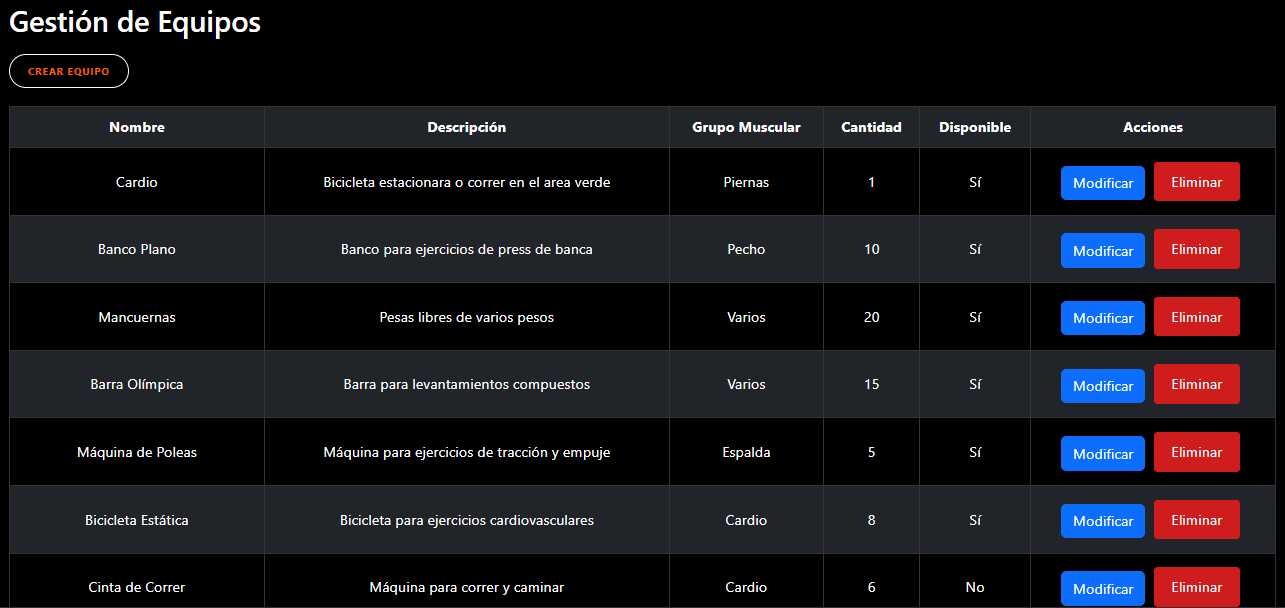 Gestión de Equipos
CREAR EQUIPO
Nombre Descripción Grupo Muscular Cantidad Disponible Acciones
Cardio Bicicleta estacionara o correr en el area verde Piernas 1 Sí Modificar Eliminar
Banco Plano Banco para ejercicios de press de banca Pecho 10 Sí Modificar Eliminar
Mancuernas Pesas libres de varios pesos Varios 20 Sí Modificar Eliminar
Barra Olímpica Barra para levantamientos compuestos Varios 15 Sí Modificar Eliminar
Máquina de Poleas Máquina para ejercicios de tracción y empuje Espalda 5 Sí Modificar Eliminar
Bicicleta Estática Bicicleta para ejercicios cardiovasculares Cardio 8 Sí Modificar Eliminar
Cinta de Correr Máquina para correr y caminar Cardio 6 No Modificar Eliminar